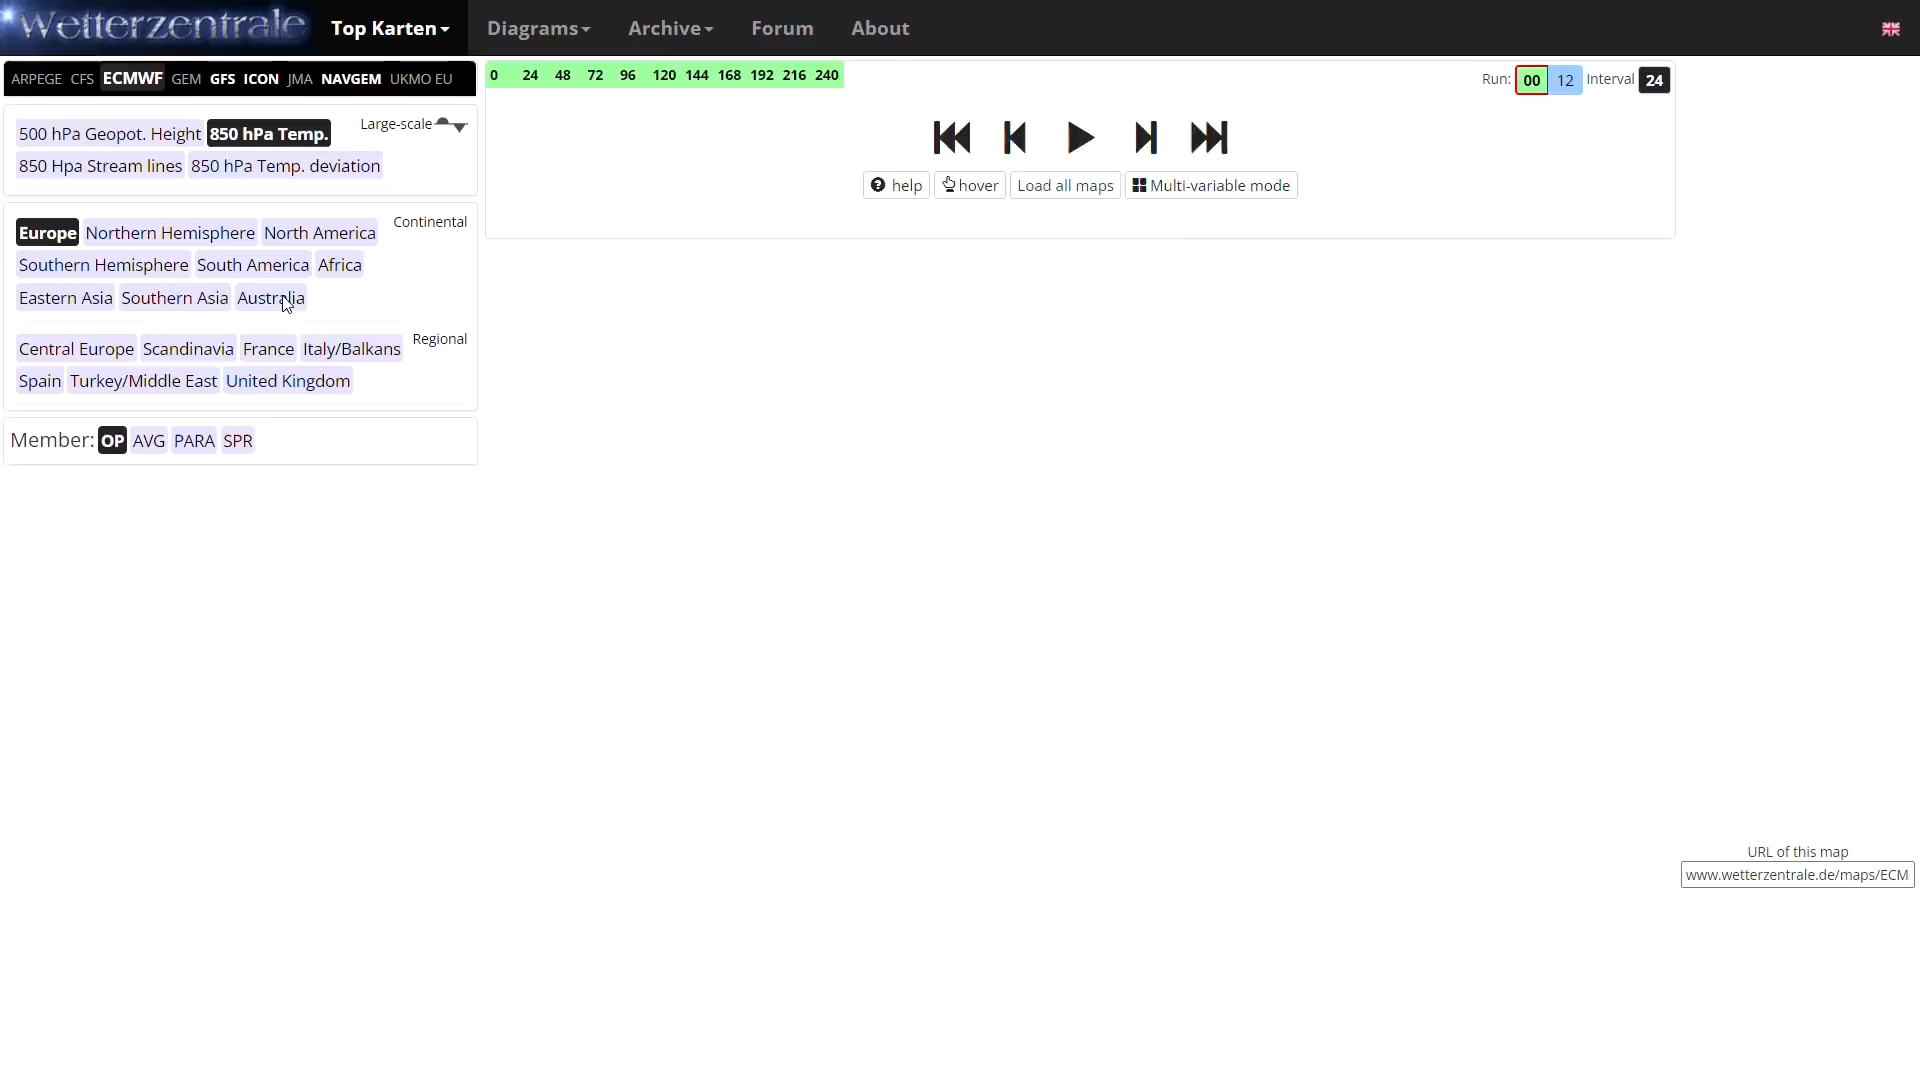 Wetterzentrale Top Karten Diagrams Archive Forum About
ARPEGE CFS ECMWF GEM GFS ICON JMA NAVGEM UKMO EU
500 hPa Geopot. Height 850 hPa Temp. Large-scale
850 Hpa Stream lines 850 hPa Temp. deviation
Europe Northern Hemisphere North America Continental
Southern Hemisphere South America Africa
Eastern Asia Southern Asia Australia
Central Europe Scandinavia France Italy/Balkans Regional
Spain Turkey/Middle East United Kingdom
Member: OP AVG PARA SPR
0 24 48 72 96 120 144 168 192 216 240
Run: 00 12 Interval 24
help hover Load all maps Multi-variable mode
URL of this map
www.wetterzentrale.de/maps/ECM